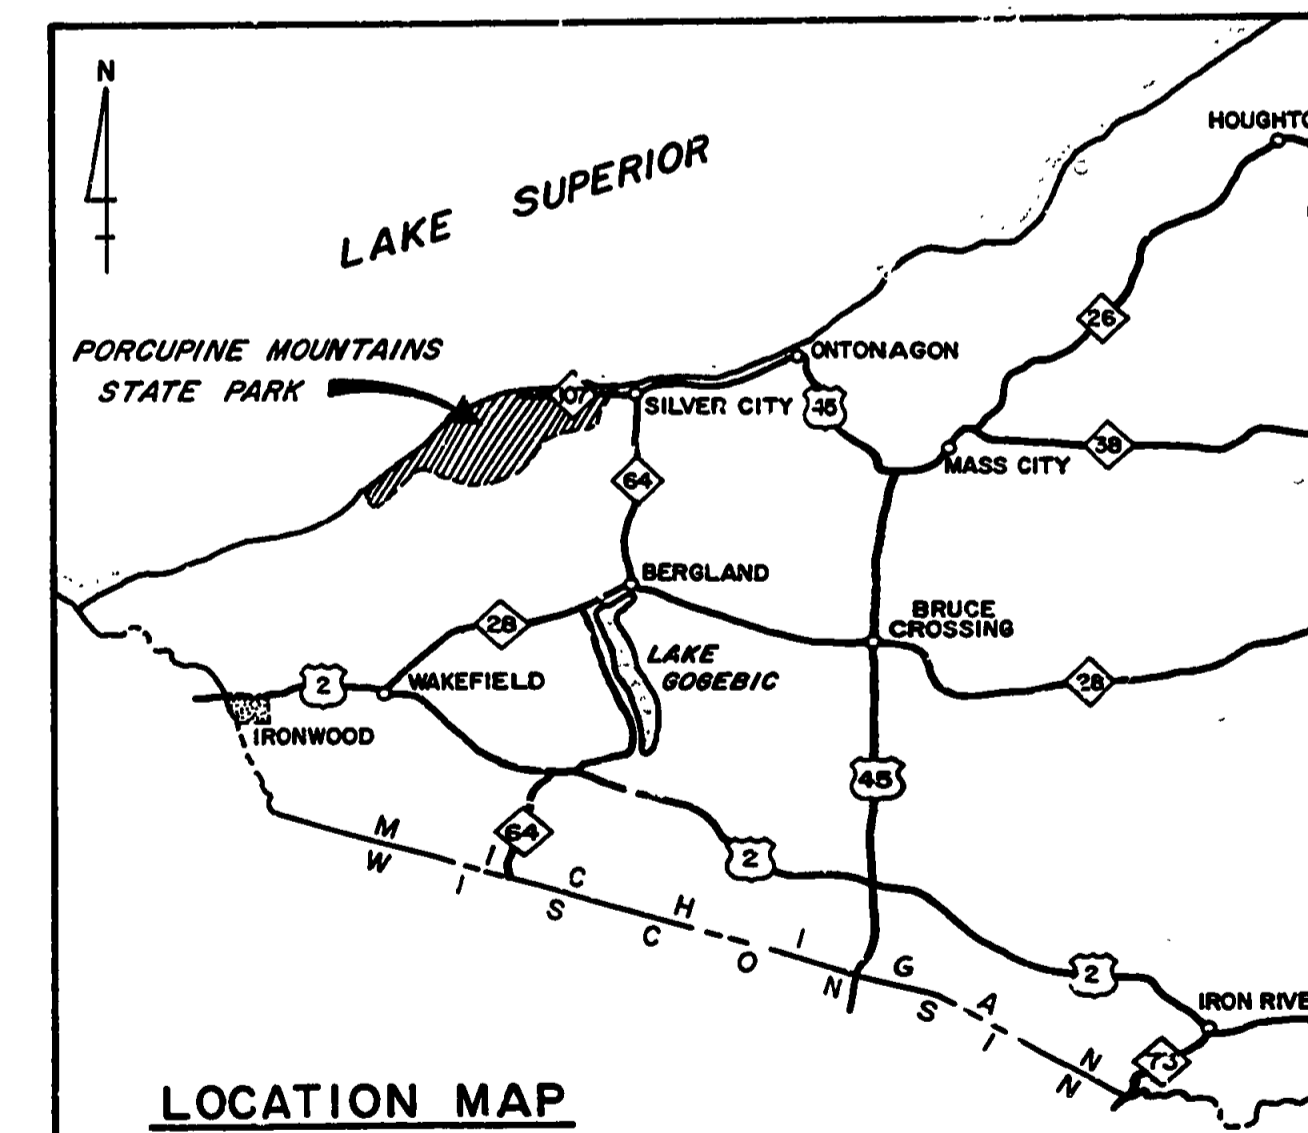 N
LAKE SUPERIOR
HOUGHTO
26
PORCUPINE MOUNTAINS
STATE PARK
ONTONAGON
107
SILVER CITY
45
38
MASS CITY
64
BERGLAND
28
BRUCE
CROSSING
LAKE
GOGEBIC
2
WAKEFIELD
28
IRONWOOD
45
64
2
MICHIGAN
WISCONSIN
2
IRON RIVE
73
LOCATION MAP